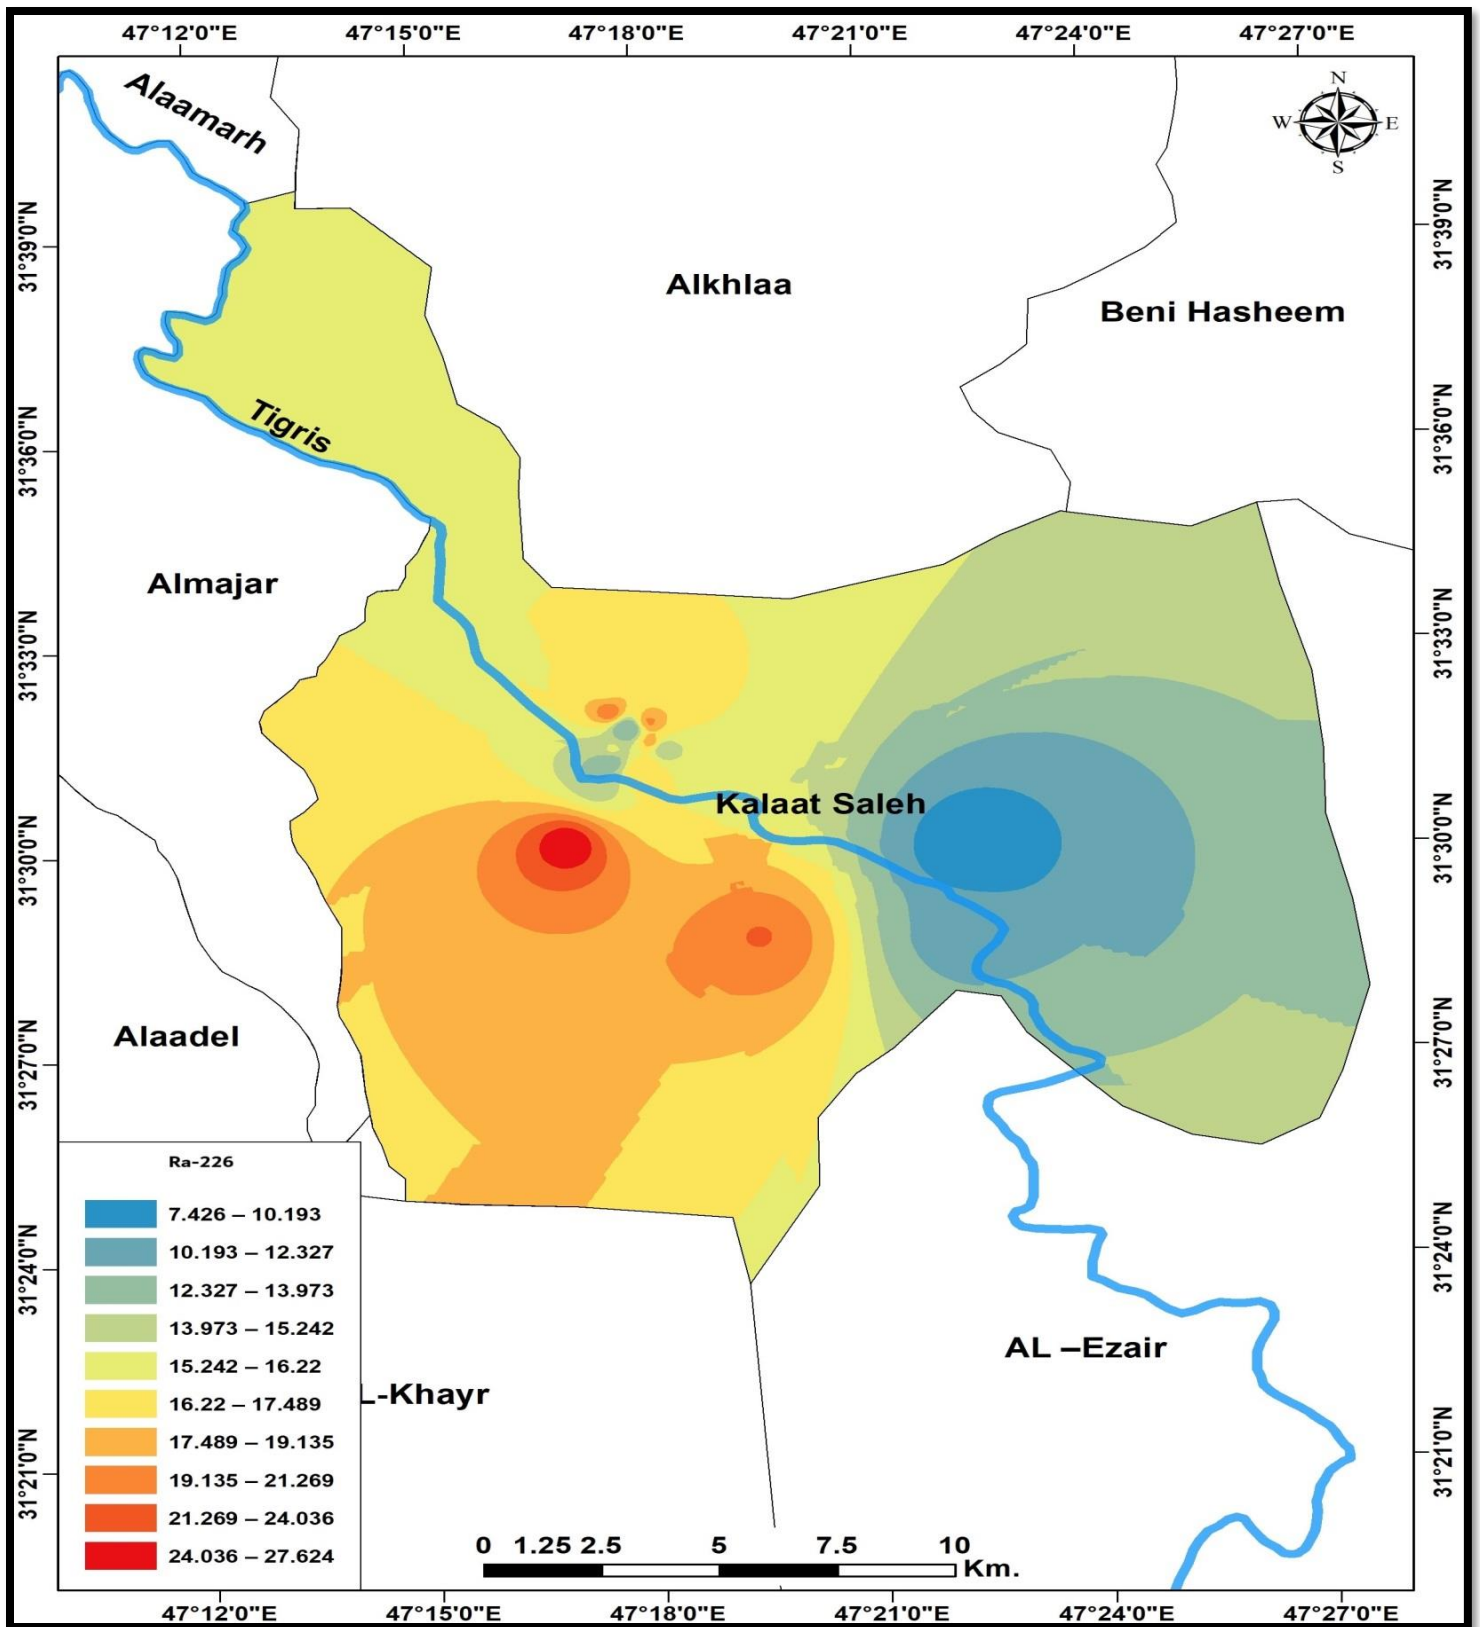 47°12'0"E 47°15'0"E 47°18'0"E 47°21'0"E 47°24'0"E 47°27'0"E
N
W E
S
Alaamarh
31°39'0"N 31°39'0"N
Alkhlaa
Beni Hasheem
Tigris
31°36'0"N 31°36'0"N
Almajar
31°33'0"N 31°33'0"N
Kalaat Saleh
31°30'0"N 31°30'0"N
Alaadel
31°27'0"N 31°27'0"N
31°24'0"N 31°24'0"N
AL –Ezair
L-Khayr
31°21'0"N 31°21'0"N
Ra-226
7.426 – 10.193
10.193 – 12.327
12.327 – 13.973
13.973 – 15.242
15.242 – 16.22
16.22 – 17.489
17.489 – 19.135
19.135 – 21.269
21.269 – 24.036
24.036 – 27.624
0 1.25 2.5 5 7.5 10
Km.
47°12'0"E 47°15'0"E 47°18'0"E 47°21'0"E 47°24'0"E 47°27'0"E